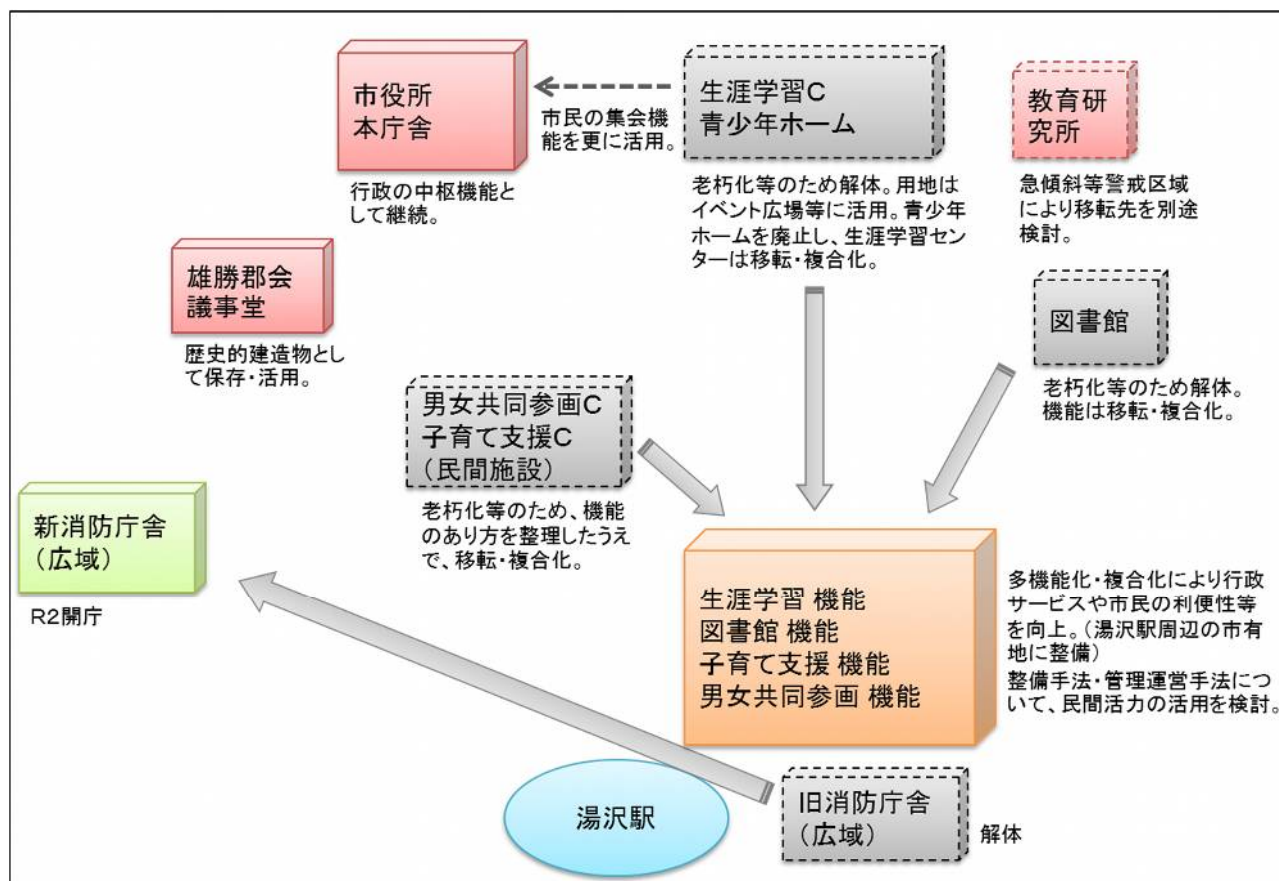 市役所
本庁舎
行政の中枢機能と
して継続。
市民の集会機
能を更に活用。
生涯学習C
青少年ホーム
老朽化等のため解体。用地は
イベント広場等に活用。青少年
ホームを廃止し、生涯学習セン
ターは移転・複合化。
教育研
究所
急傾斜等警戒区域
により移転先を別途
検討。
雄勝郡会
議事堂
歴史的建造物とし
て保存・活用。
図書館
老朽化等のため解体。
機能は移転・複合化。
男女共同参画C
子育て支援C
（民間施設）
老朽化等のため、機能
のあり方を整理したうえ
で、移転・複合化。
新消防庁舎
（広域）
R2開庁
生涯学習 機能
図書館 機能
子育て支援 機能
男女共同参画 機能
多機能化・複合化により行政
サービスや市民の利便性等
を向上。（湯沢駅周辺の市有
地に整備）
整備手法・管理運営手法につ
いて、民間活力の活用を検討。
湯沢駅
旧消防庁舎
（広域）
解体